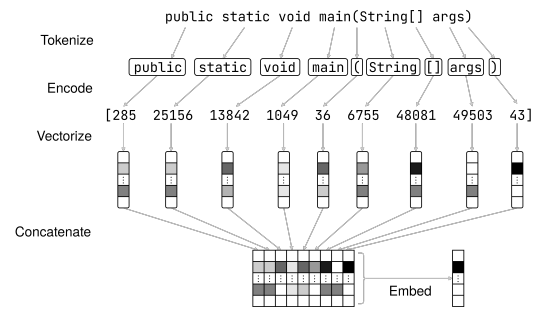 public static void main(String[] args)
Tokenize
public static void main ( String [] args )
Encode
[285 25156 13842 1049 36 6755 48081 49503 43]
Vectorize
Concatenate
Embed